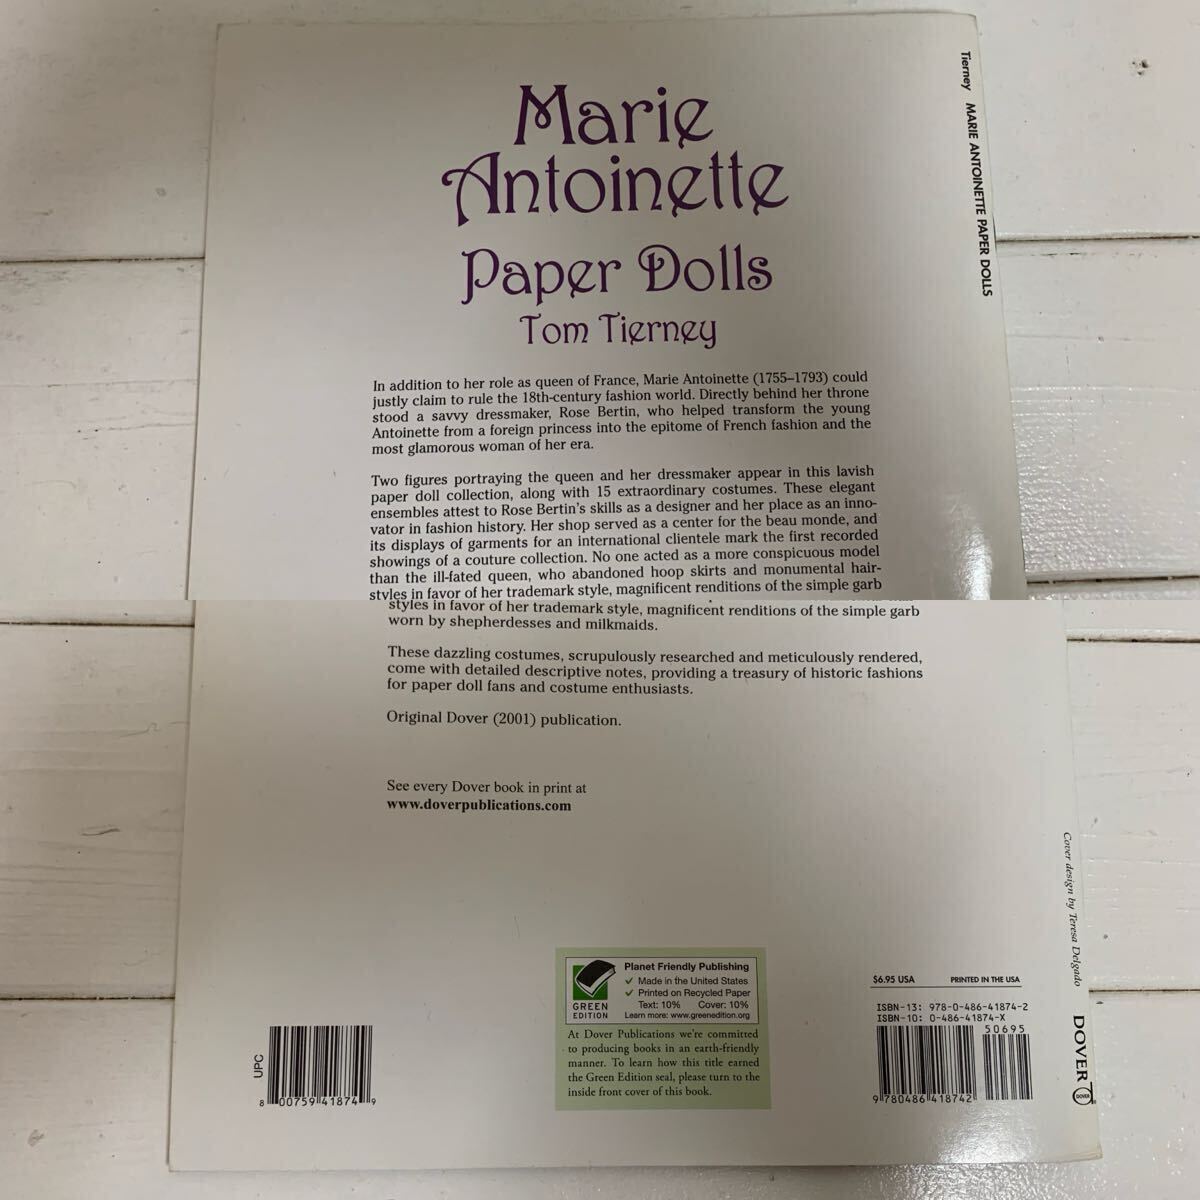 Marie
Antoinette
Paper Dolls
Tom Tierney
Tierney MARIE ANTOINETTE PAPER DOLLS
In addition to her role as queen of France, Marie Antoinette (1755–1793) could
justly claim to rule the 18th-century fashion world. Directly behind her throne
stood a savvy dressmaker, Rose Bertin, who helped transform the young
Antoinette from a foreign princess into the epitome of French fashion and the
most glamorous woman of her era.
Two figures portraying the queen and her dressmaker appear in this lavish
paper doll collection, along with 15 extraordinary costumes. These elegant
ensembles attest to Rose Bertin's skills as a designer and her place as an inno-
vator in fashion history. Her shop served as a center for the beau monde, and
its displays of garments for an international clientele mark the first recorded
showings of a couture collection. No one acted as a more conspicuous model
than the ill-fated queen, who abandoned hoop skirts and monumental hair-
styles in favor of her trademark style, magnificent renditions of the simple garb
styles in favor of her trademark style, magnificent renditions of the simple garb
worn by shepherdesses and milkmaids.
These dazzling costumes, scrupulously researched and meticulously rendered,
come with detailed descriptive notes, providing a treasury of historic fashions
for paper doll fans and costume enthusiasts.
Original Dover (2001) publication.
See every Dover book in print at
www.doverpublications.com
Cover design by Teresa Delgado
DOVER
DOVER
Planet Friendly Publishing
✓ Made in the United States
✓ Printed on Recycled Paper
Text: 10% Cover: 10%
Learn more: www.greenedition.org
GREEN
EDITION
At Dover Publications we're committed
to producing books in an earth-friendly
manner. To learn how this title earned
the Green Edition seal, please turn to the
inside front cover of this book.
$6.95 USA PRINTED IN THE USA
ISBN-13: 978-0-486-41874-2
ISBN-10: 0-486-41874-X
50695
9 780486 418742
UPC
8 00759 41874 9